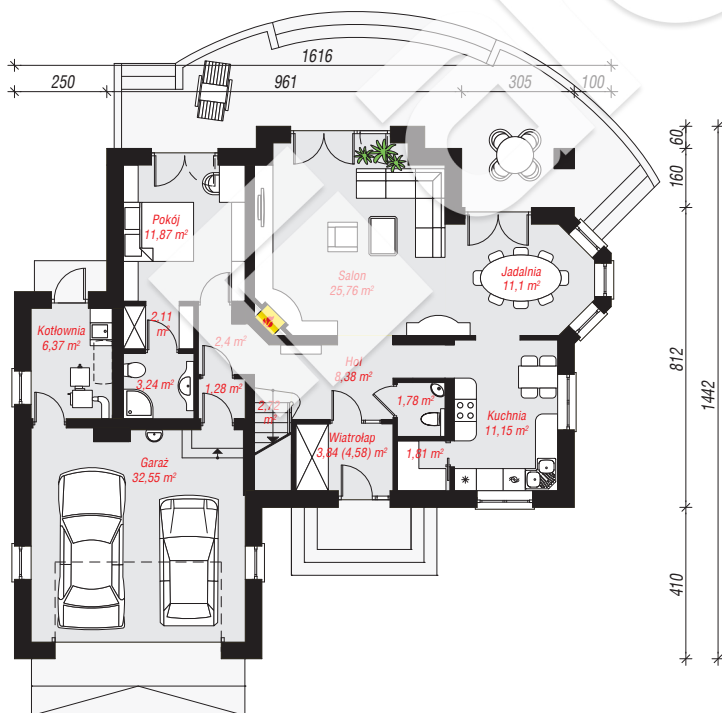 1616
250
961
305
100
60
160
812
1442
410
Pokój
11,87 m²
Salon
25,76 m²
Jadalnia
11,1 m²
Kotłownia
6,37 m²
2,11
m²
2,4 m²
3,24 m²
1,28 m²
Hol
8,38 m²
2,72
m²
1,78 m²
Kuchnia
11,15 m²
Wiatrołap
3,84 (4,58) m²
1,81 m²
Garaż
32,55 m²